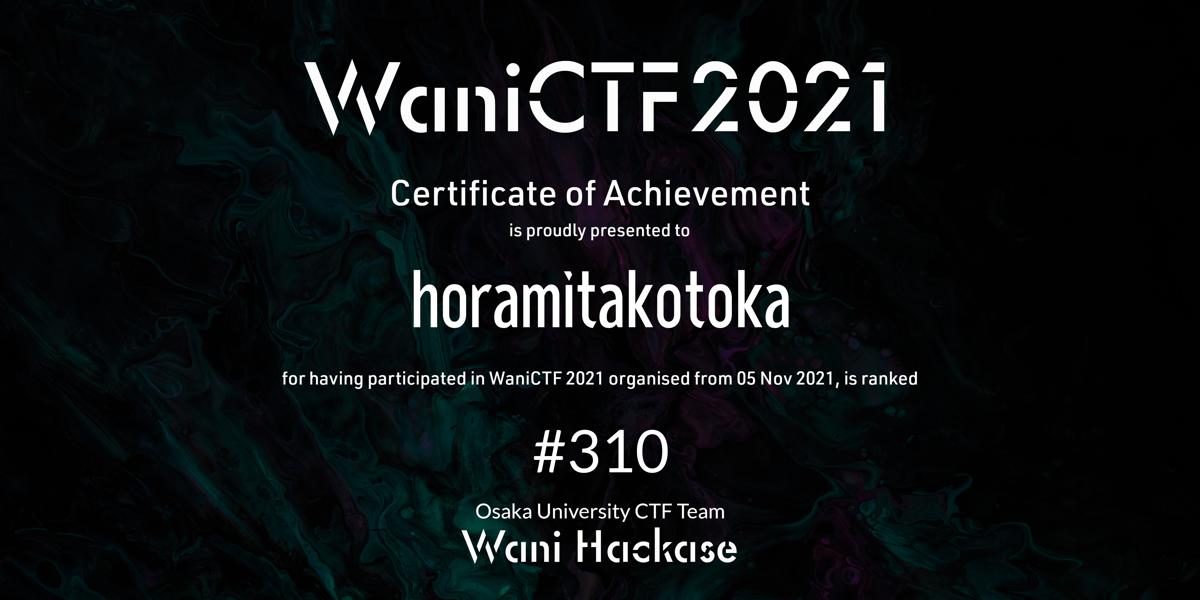 WaniCTF2021
Certificate of Achievement
is proudly presented to
horamitakotoka
for having participated in WaniCTF 2021 organised from 05 Nov 2021, is ranked
#310
Osaka University CTF Team
Wani Hackase